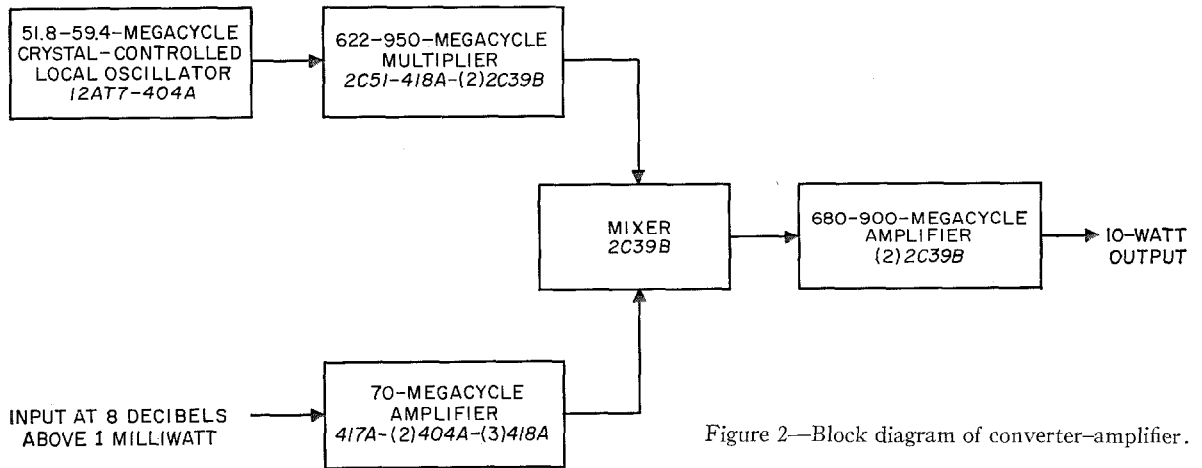 51.8-59.4-MEGACYCLE
CRYSTAL-CONTROLLED
LOCAL OSCILLATOR
12AT7-404A
622-950-MEGACYCLE
MULTIPLIER
2C51-418A-(2)2C39B
MIXER
2C39B
680-900-MEGACYCLE
AMPLIFIER
(2)2C39B
10-WATT
OUTPUT
INPUT AT 8 DECIBELS
ABOVE 1 MILLIWATT
70-MEGACYCLE
AMPLIFIER
417A-(2)404A-(3)418A
Figure 2—Block diagram of converter–amplifier.